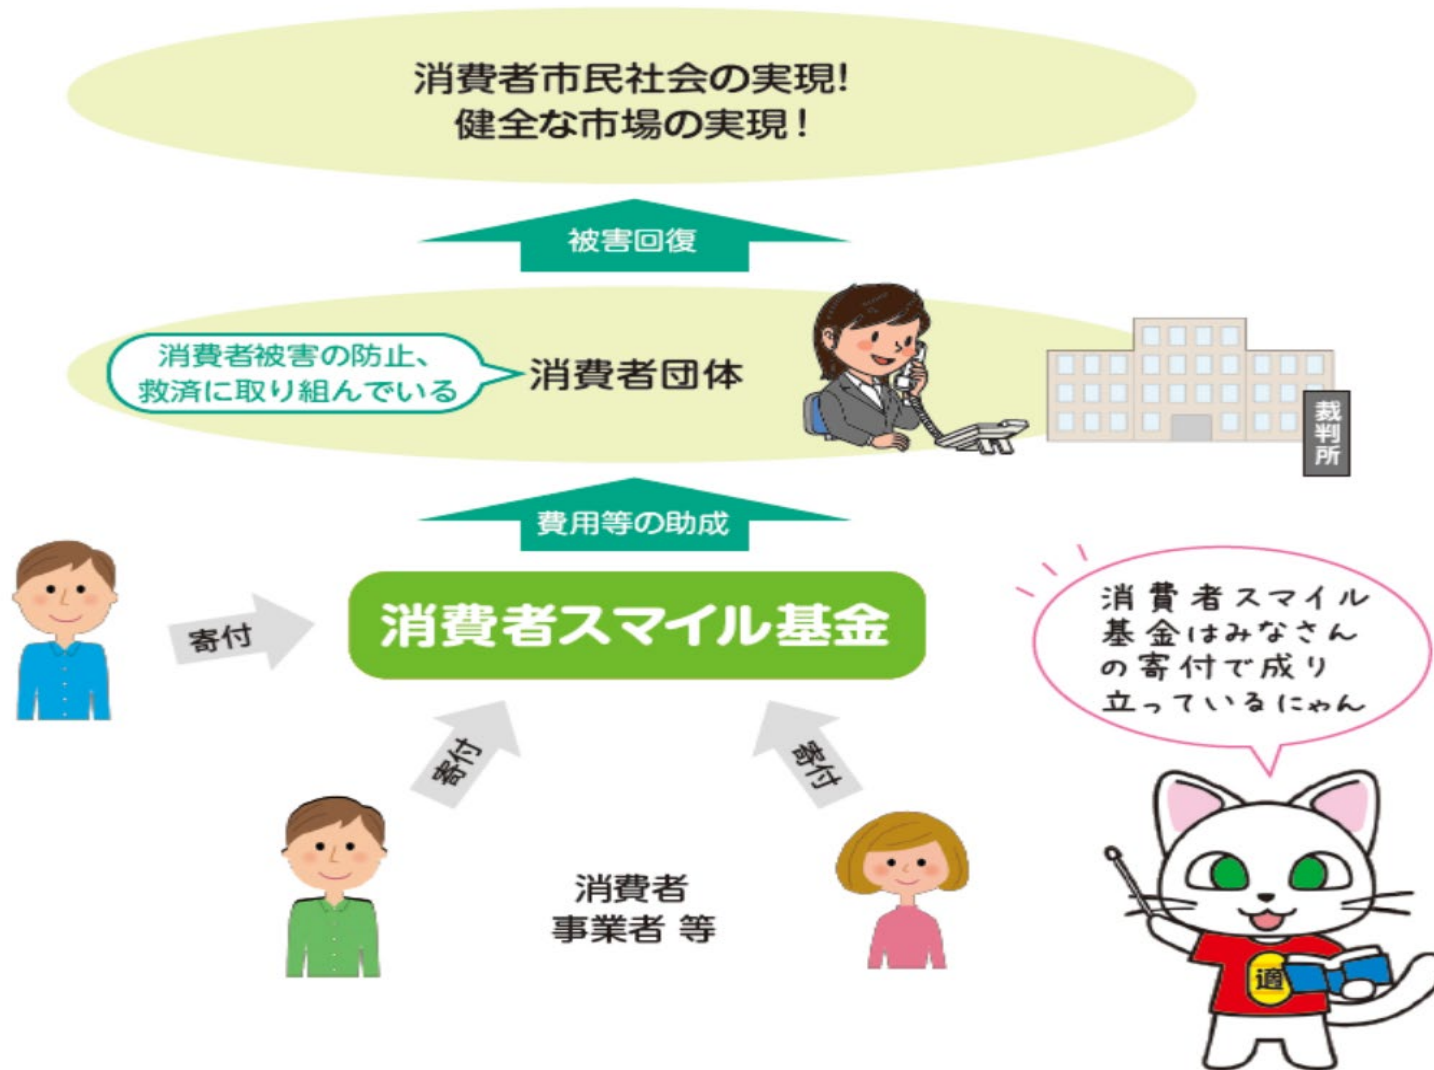 消費者市民社会の実現!
健全な市場の実現!
被害回復
消費者被害の防止、
救済に取り組んでいる
消費者団体
裁判所
費用等の助成
寄付
消費者スマイル基金
消費者スマイル
基金はみなさん
の寄付で成り
立っているにゃん
寄付
寄付
消費者
事業者 等
適